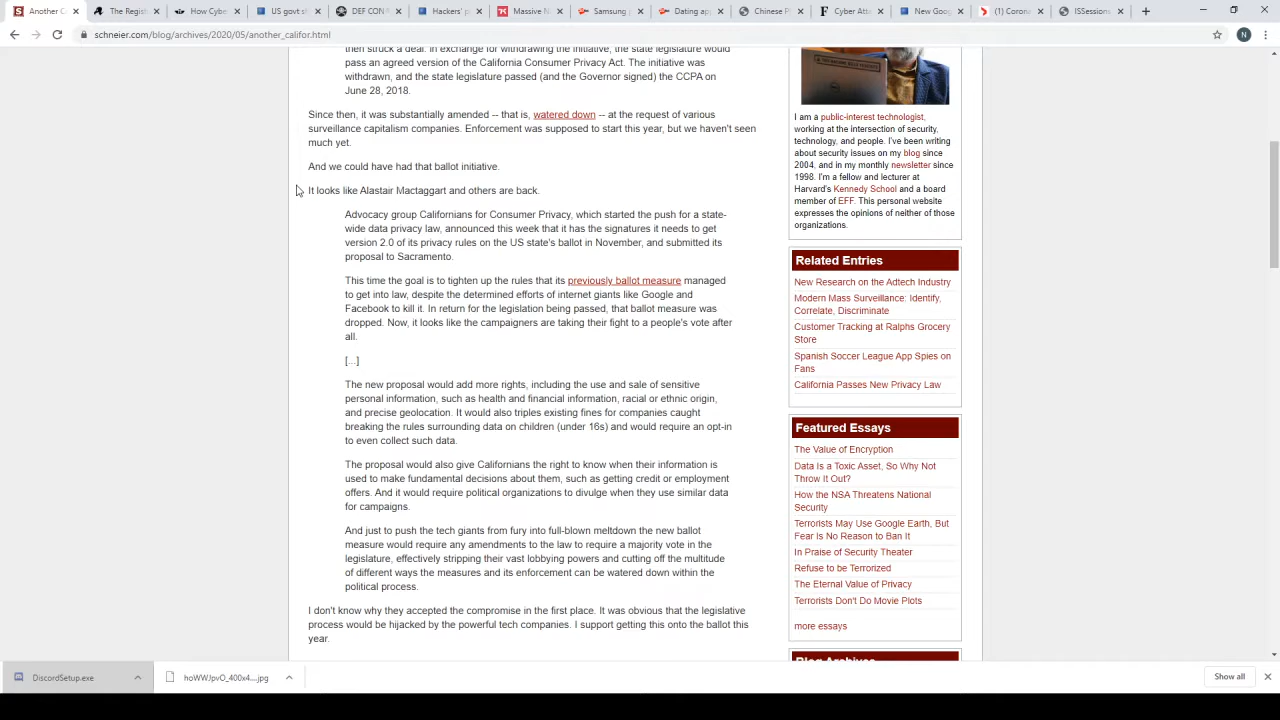 Another C
The Regist
How Cybe
US govt sh
DEF CON I
Hackers' p
Massive N
Samsung p
Dating app
Chinese P
Cyber Atta
New Goog
(1) Corona
ISSessions
schneier.com/blog/archives/2020/05/another_califor.html
N
then struck a deal. In exchange for withdrawing the initiative, the state legislature would
pass an agreed version of the California Consumer Privacy Act. The initiative was
withdrawn, and the state legislature passed (and the Governor signed) the CCPA on
June 28, 2018.
Since then, it was substantially amended -- that is, watered down -- at the request of various
surveillance capitalism companies. Enforcement was supposed to start this year, but we haven't seen
much yet.
And we could have had that ballot initiative.
It looks like Alastair Mactaggart and others are back.
Advocacy group Californians for Consumer Privacy, which started the push for a state-
wide data privacy law, announced this week that it has the signatures it needs to get
version 2.0 of its privacy rules on the US state's ballot in November, and submitted its
proposal to Sacramento.
This time the goal is to tighten up the rules that its previously ballot measure managed
to get into law, despite the determined efforts of internet giants like Google and
Facebook to kill it. In return for the legislation being passed, that ballot measure was
dropped. Now, it looks like the campaigners are taking their fight to a people's vote after
all.
[...]
The new proposal would add more rights, including the use and sale of sensitive
personal information, such as health and financial information, racial or ethnic origin,
and precise geolocation. It would also triples existing fines for companies caught
breaking the rules surrounding data on children (under 16s) and would require an opt-in
to even collect such data.
The proposal would also give Californians the right to know when their information is
used to make fundamental decisions about them, such as getting credit or employment
offers. And it would require political organizations to divulge when they use similar data
for campaigns.
And just to push the tech giants from fury into full-blown meltdown the new ballot
measure would require any amendments to the law to require a majority vote in the
legislature, effectively stripping their vast lobbying powers and cutting off the multitude
of different ways the measures and its enforcement can be watered down within the
political process.
I don't know why they accepted the compromise in the first place. It was obvious that the legislative
process would be hijacked by the powerful tech companies. I support getting this onto the ballot this
year.
I am a public-interest technologist,
working at the intersection of security,
technology, and people. I've been writing
about security issues on my blog since
2004, and in my monthly newsletter since
1998. I'm a fellow and lecturer at
Harvard's Kennedy School and a board
member of EFF. This personal website
expresses the opinions of neither of those
organizations.
Related Entries
New Research on the Adtech Industry
Modern Mass Surveillance: Identify,
Correlate, Discriminate
Customer Tracking at Ralphs Grocery
Store
Spanish Soccer League App Spies on
Fans
California Passes New Privacy Law
Featured Essays
The Value of Encryption
Data Is a Toxic Asset, So Why Not
Throw It Out?
How the NSA Threatens National
Security
Terrorists May Use Google Earth, But
Fear Is No Reason to Ban It
In Praise of Security Theater
Refuse to be Terrorized
The Eternal Value of Privacy
Terrorists Don't Do Movie Plots
more essays
Blog Archives
DiscordSetup.exe
Show all